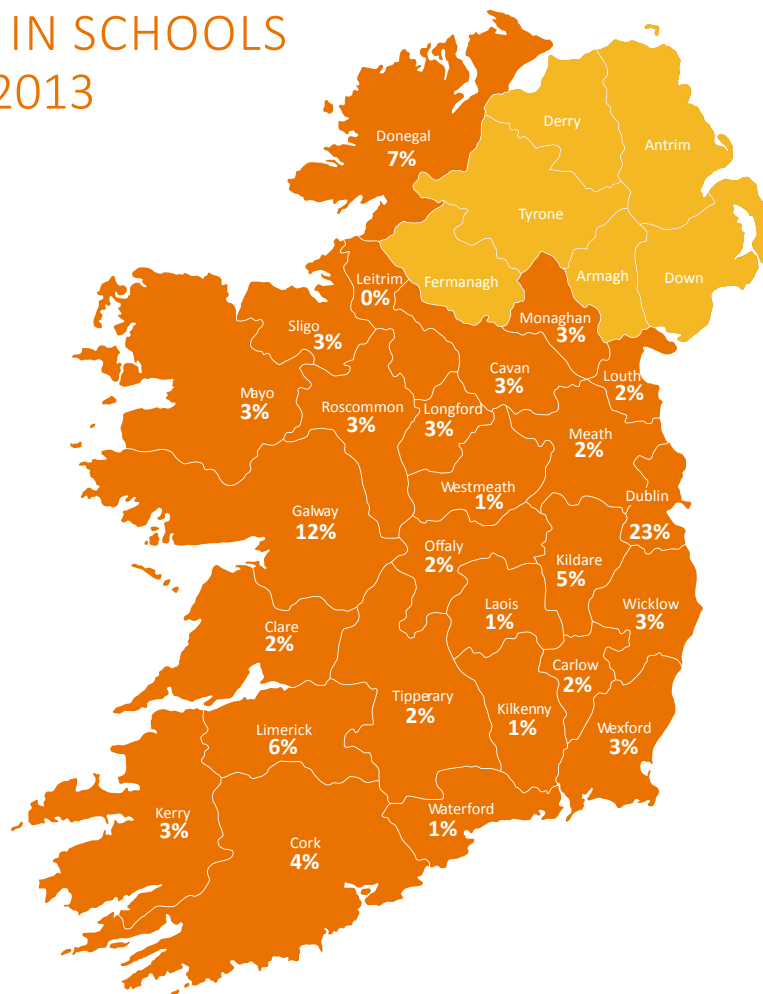 IN SCHOOLS
2013
Derry
Donegal
7%
Antrim
Tyrone
Leitrim
0%
Fermanagh
Armagh
Down
Monaghan
3%
Sligo
3%
Cavan
3%
Louth
2%
Mayo
3%
Roscommon
3%
Longford
3%
Meath
2%
Westmeath
1%
Dublin
23%
Galway
12%
Offaly
2%
Kildare
5%
Laois
1%
Wicklow
3%
Clare
2%
Carlow
2%
Tipperary
2%
Kilkenny
1%
Wexford
3%
Limerick
6%
Kerry
3%
Waterford
1%
Cork
4%